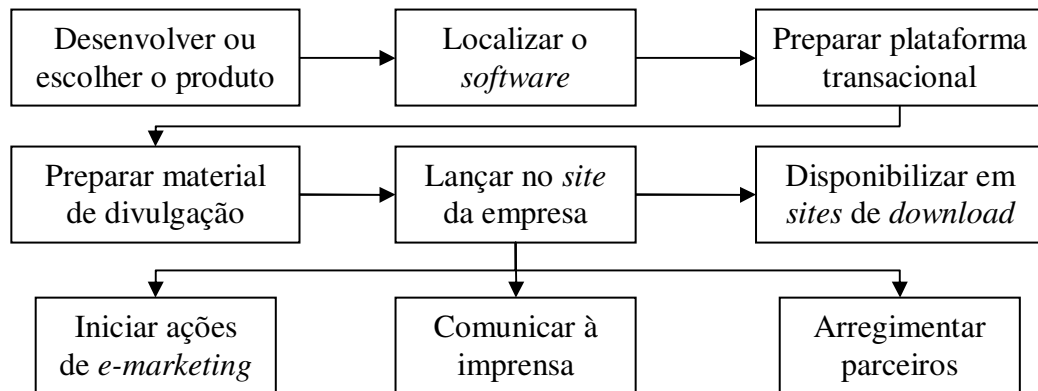 Desenvolver ou
escolher o produto
Localizar o
software
Preparar plataforma
transacional
Preparar material
de divulgação
Lançar no site
da empresa
Disponibilizar em
sites de download
Iniciar ações
de e-marketing
Comunicar à
imprensa
Arregimentar
parceiros